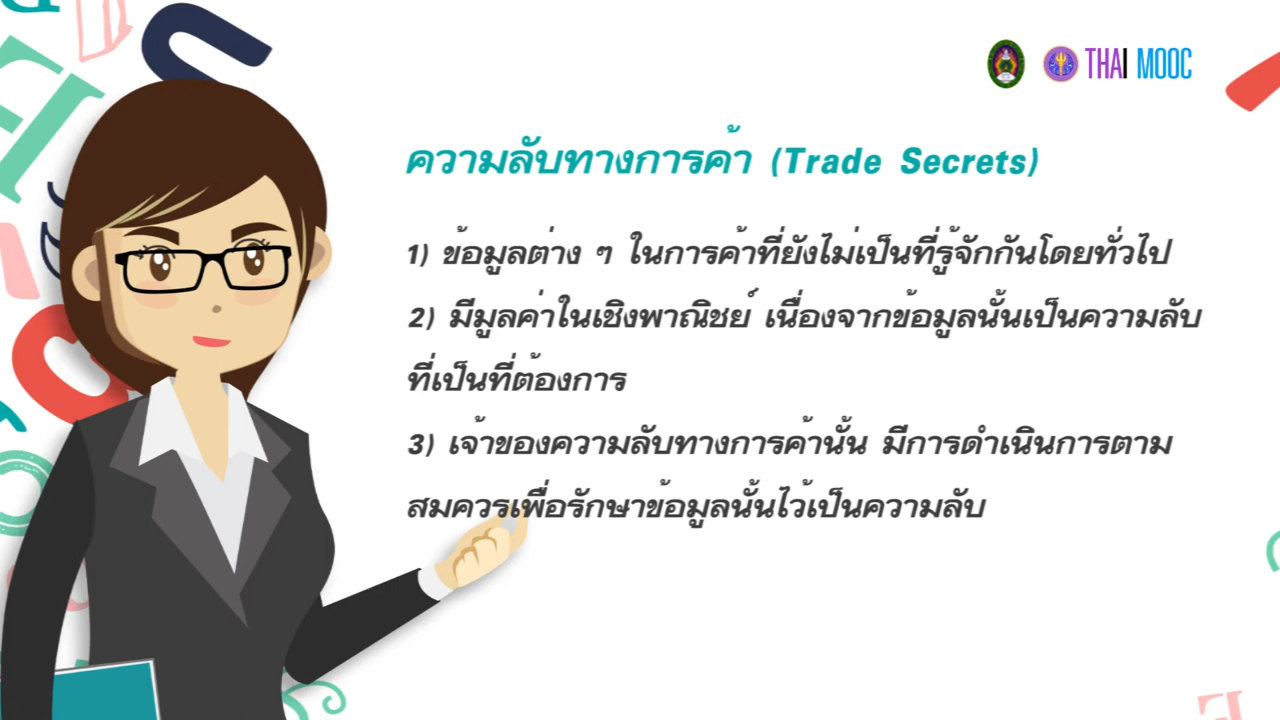 THAI MOOC
ความลับทางการค้า (Trade Secrets)
1) ข้อมูลต่าง ๆ ในการค้าที่ยังไม่เป็นที่รู้จักกันโดยทั่วไป
2) มีมูลค่าในเชิงพาณิชย์ เนื่องจากข้อมูลนั้นเป็นความลับ
ที่เป็นที่ต้องการ
3) เจ้าของความลับทางการค้านั้น มีการดำเนินการตาม
สมควรเพื่อรักษาข้อมูลนั้นไว้เป็นความลับ